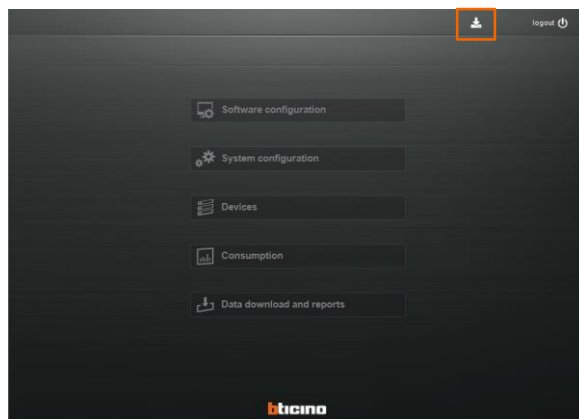 logout
Software configuration
System configuration
Devices
Consumption
Data download and reports
bticino